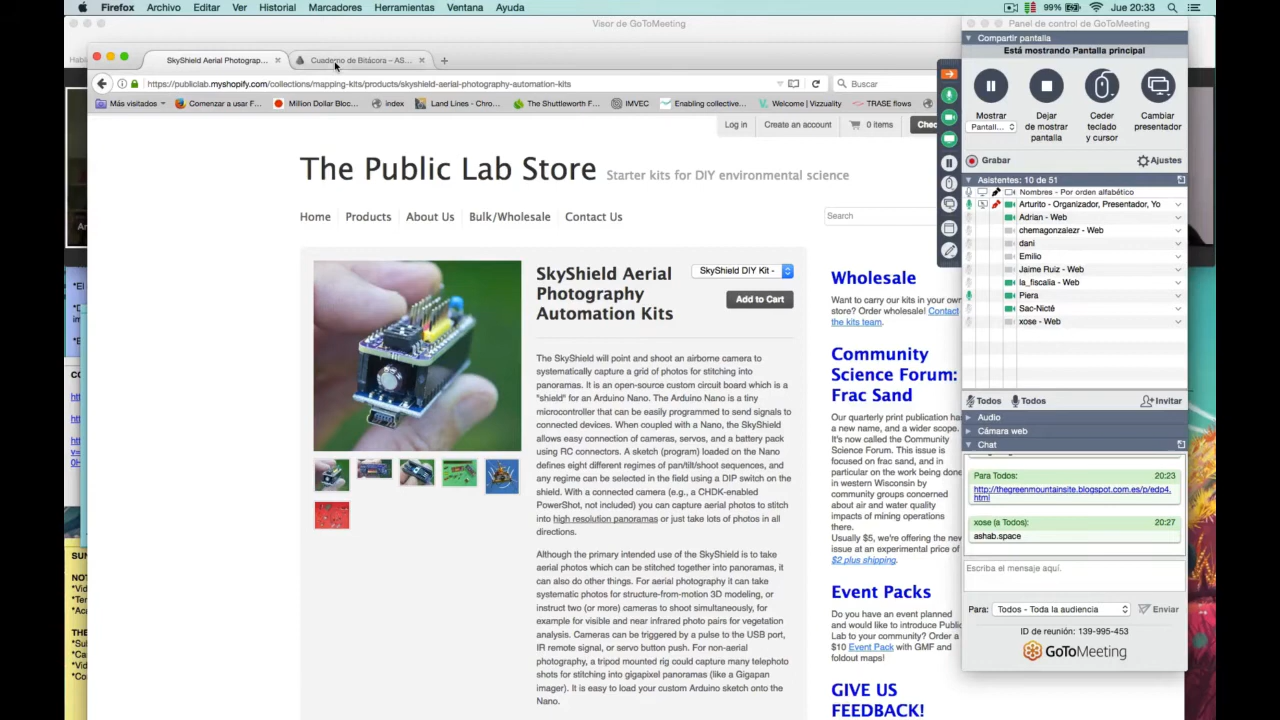 Firefox Archivo Editar Ver Historial Marcadores Herramientas Ventana Ayuda
99% Jue 20:33
Visor de GoToMeeting
Panel de control de GoToMeeting
SkyShield Aerial Photograp...
Cuaderno de Bitácora – AS...
https://publiclab.myshopify.com/collections/mapping-kits/products/skyshield-aerial-photography-automation-kits
Buscar
Más visitados
Comenzar a usar F...
Million Dollar Bloc...
index
Land Lines - Chro...
The Shuttleworth F...
IMVEC
Enabling collective...
Welcome | Vizzuality
TRASE flows
Log in
Create an account
0 items
Chec
The Public Lab Store Starter kits for DIY environmental science
Home Products About Us Bulk/Wholesale Contact Us
Search
SkyShield Aerial
Photography
Automation Kits
SkyShield DIY Kit -
Add to Cart
The SkyShield will point and shoot an airborne camera to
systematically capture a grid of photos for stitching into
panoramas. It is an open-source custom circuit board which is a
"shield" for an Arduino Nano. The Arduino Nano is a tiny
microcontroller that can be easily programmed to send signals to
connected devices. When coupled with a Nano, the SkyShield
allows easy connection of cameras, servos, and a battery pack
using RC connectors. A sketch (program) loaded on the Nano
defines eight different regimes of pan/tilt/shoot sequences, and
any regime can be selected in the field using a DIP switch on the
shield. With a connected camera (e.g., a CHDK-enabled
PowerShot, not included) you can capture aerial photos to stitch
into high resolution panoramas or just take lots of photos in all
directions.
Although the primary intended use of the SkyShield is to take
aerial photos which can be stitched together into panoramas, it
can also do other things. For aerial photography it can take
systematic photos for structure-from-motion 3D modeling, or
instruct two (or more) cameras to shoot simultaneously, for
example for visible and near infrared photo pairs for vegetation
analysis. Cameras can be triggered by a pulse to the USB port,
IR remote signal, or servo button push. For non-aerial
photography, a tripod mounted rig could capture many telephoto
shots for stitching into gigapixel panoramas (like a Gigapan
imager). It is easy to load your custom Arduino sketch onto the
Nano.
Wholesale
Want to carry our kits in your own
store? Order wholesale! Contact
the kits team.
Community
Science Forum:
Frac Sand
Our quarterly print publication has
a new name, and a wider scope.
It's now called the Community
Science Forum. This issue is
focused on frac sand, and in
particular on the work being done
in western Wisconsin by
community groups concerned
about air and water quality
impacts of mining operations
there.
Usually $5, we're offering the new
issue at an experimental price of
$2 plus shipping.
Event Packs
Do you have an event planned
and would like to introduce Public
Lab to your community? Order a
$10 Event Pack with GMF and
foldout maps!
GIVE US
FEEDBACK!
Compartir pantalla
Está mostrando Pantalla principal
Mostrar
Pantall...
Dejar
de mostrar
pantalla
Ceder
teclado
y cursor
Cambiar
presentador
Grabar
Ajustes
Asistentes: 10 de 51
Nombres - Por orden alfabético
Arturito - Organizador, Presentador, Yo
Adrian - Web
chemagonzalezr - Web
dani
Emilio
Jaime Ruiz - Web
la_fiscalia - Web
Piera
Sac-Nicté
xose - Web
Todos
Todos
Invitar
Audio
Cámara web
Chat
Para Todos: 20:23
http://thegreenmountainsite.blogspot.com.es/p/edp4.
html
xose (a Todos): 20:27
ashab.space
Escriba el mensaje aquí.
Para: Todos - Toda la audiencia
Enviar
ID de reunión: 139-995-453
GoToMeeting